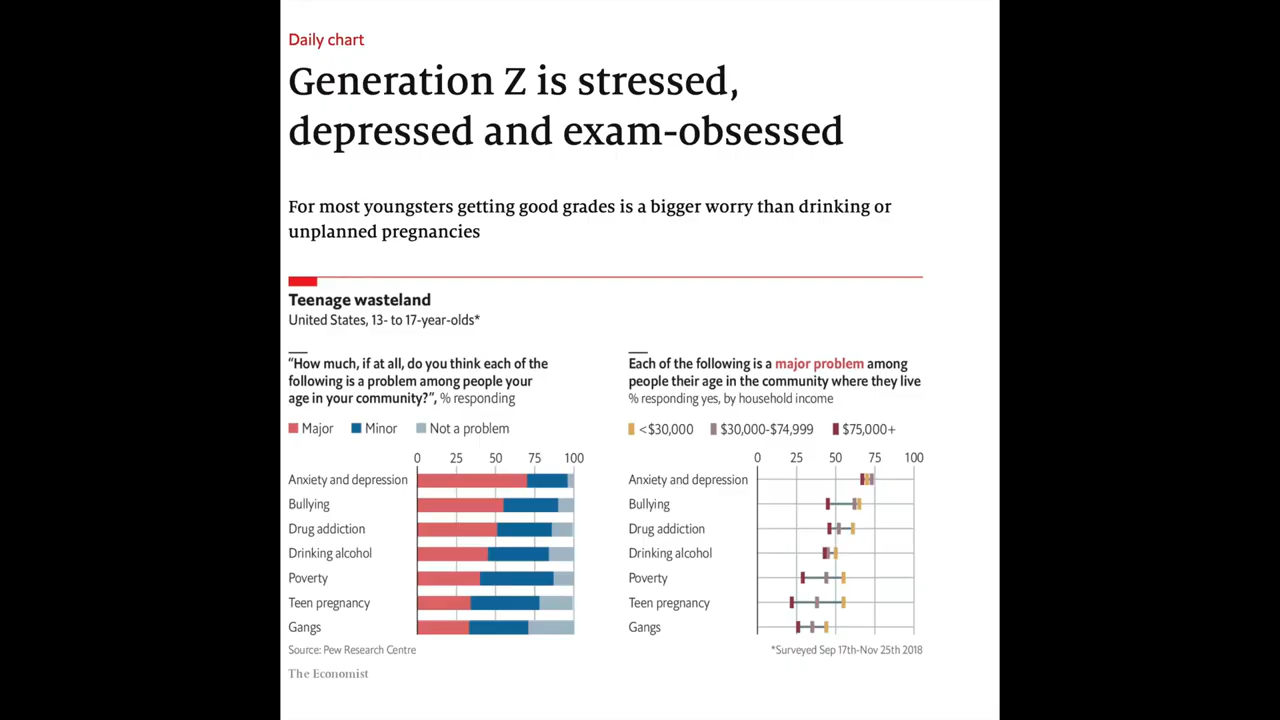 Daily chart
Generation Z is stressed,
depressed and exam-obsessed
For most youngsters getting good grades is a bigger worry than drinking or
unplanned pregnancies
Teenage wasteland
United States, 13- to 17-year-olds*
“How much, if at all, do you think each of the
following is a problem among people your
age in your community?”, % responding
Major Minor Not a problem
0 25 50 75 100
Anxiety and depression
Bullying
Drug addiction
Drinking alcohol
Poverty
Teen pregnancy
Gangs
Each of the following is a major problem among
people their age in the community where they live
% responding yes, by household income
<$30,000 $30,000-$74,999 $75,000+
0 25 50 75 100
Anxiety and depression
Bullying
Drug addiction
Drinking alcohol
Poverty
Teen pregnancy
Gangs
Source: Pew Research Centre
*Surveyed Sep 17th-Nov 25th 2018
The Economist